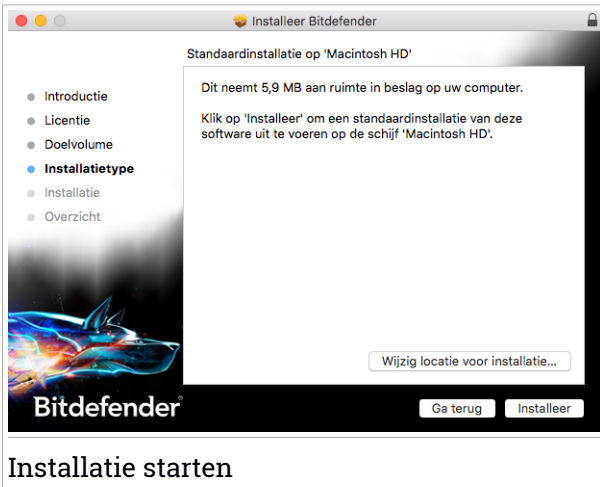 Installeer Bitdefender
Standaardinstallatie op 'Macintosh HD'
Introductie
Licentie
Doelvolume
Installatietype
Installatie
Overzicht
Dit neemt 5,9 MB aan ruimte in beslag op uw computer.
Klik op 'Installeer' om een standaardinstallatie van deze
software uit te voeren op de schijf 'Macintosh HD'.
Wijzig locatie voor installatie...
Bitdefender
Ga terug
Installeer
Installatie starten